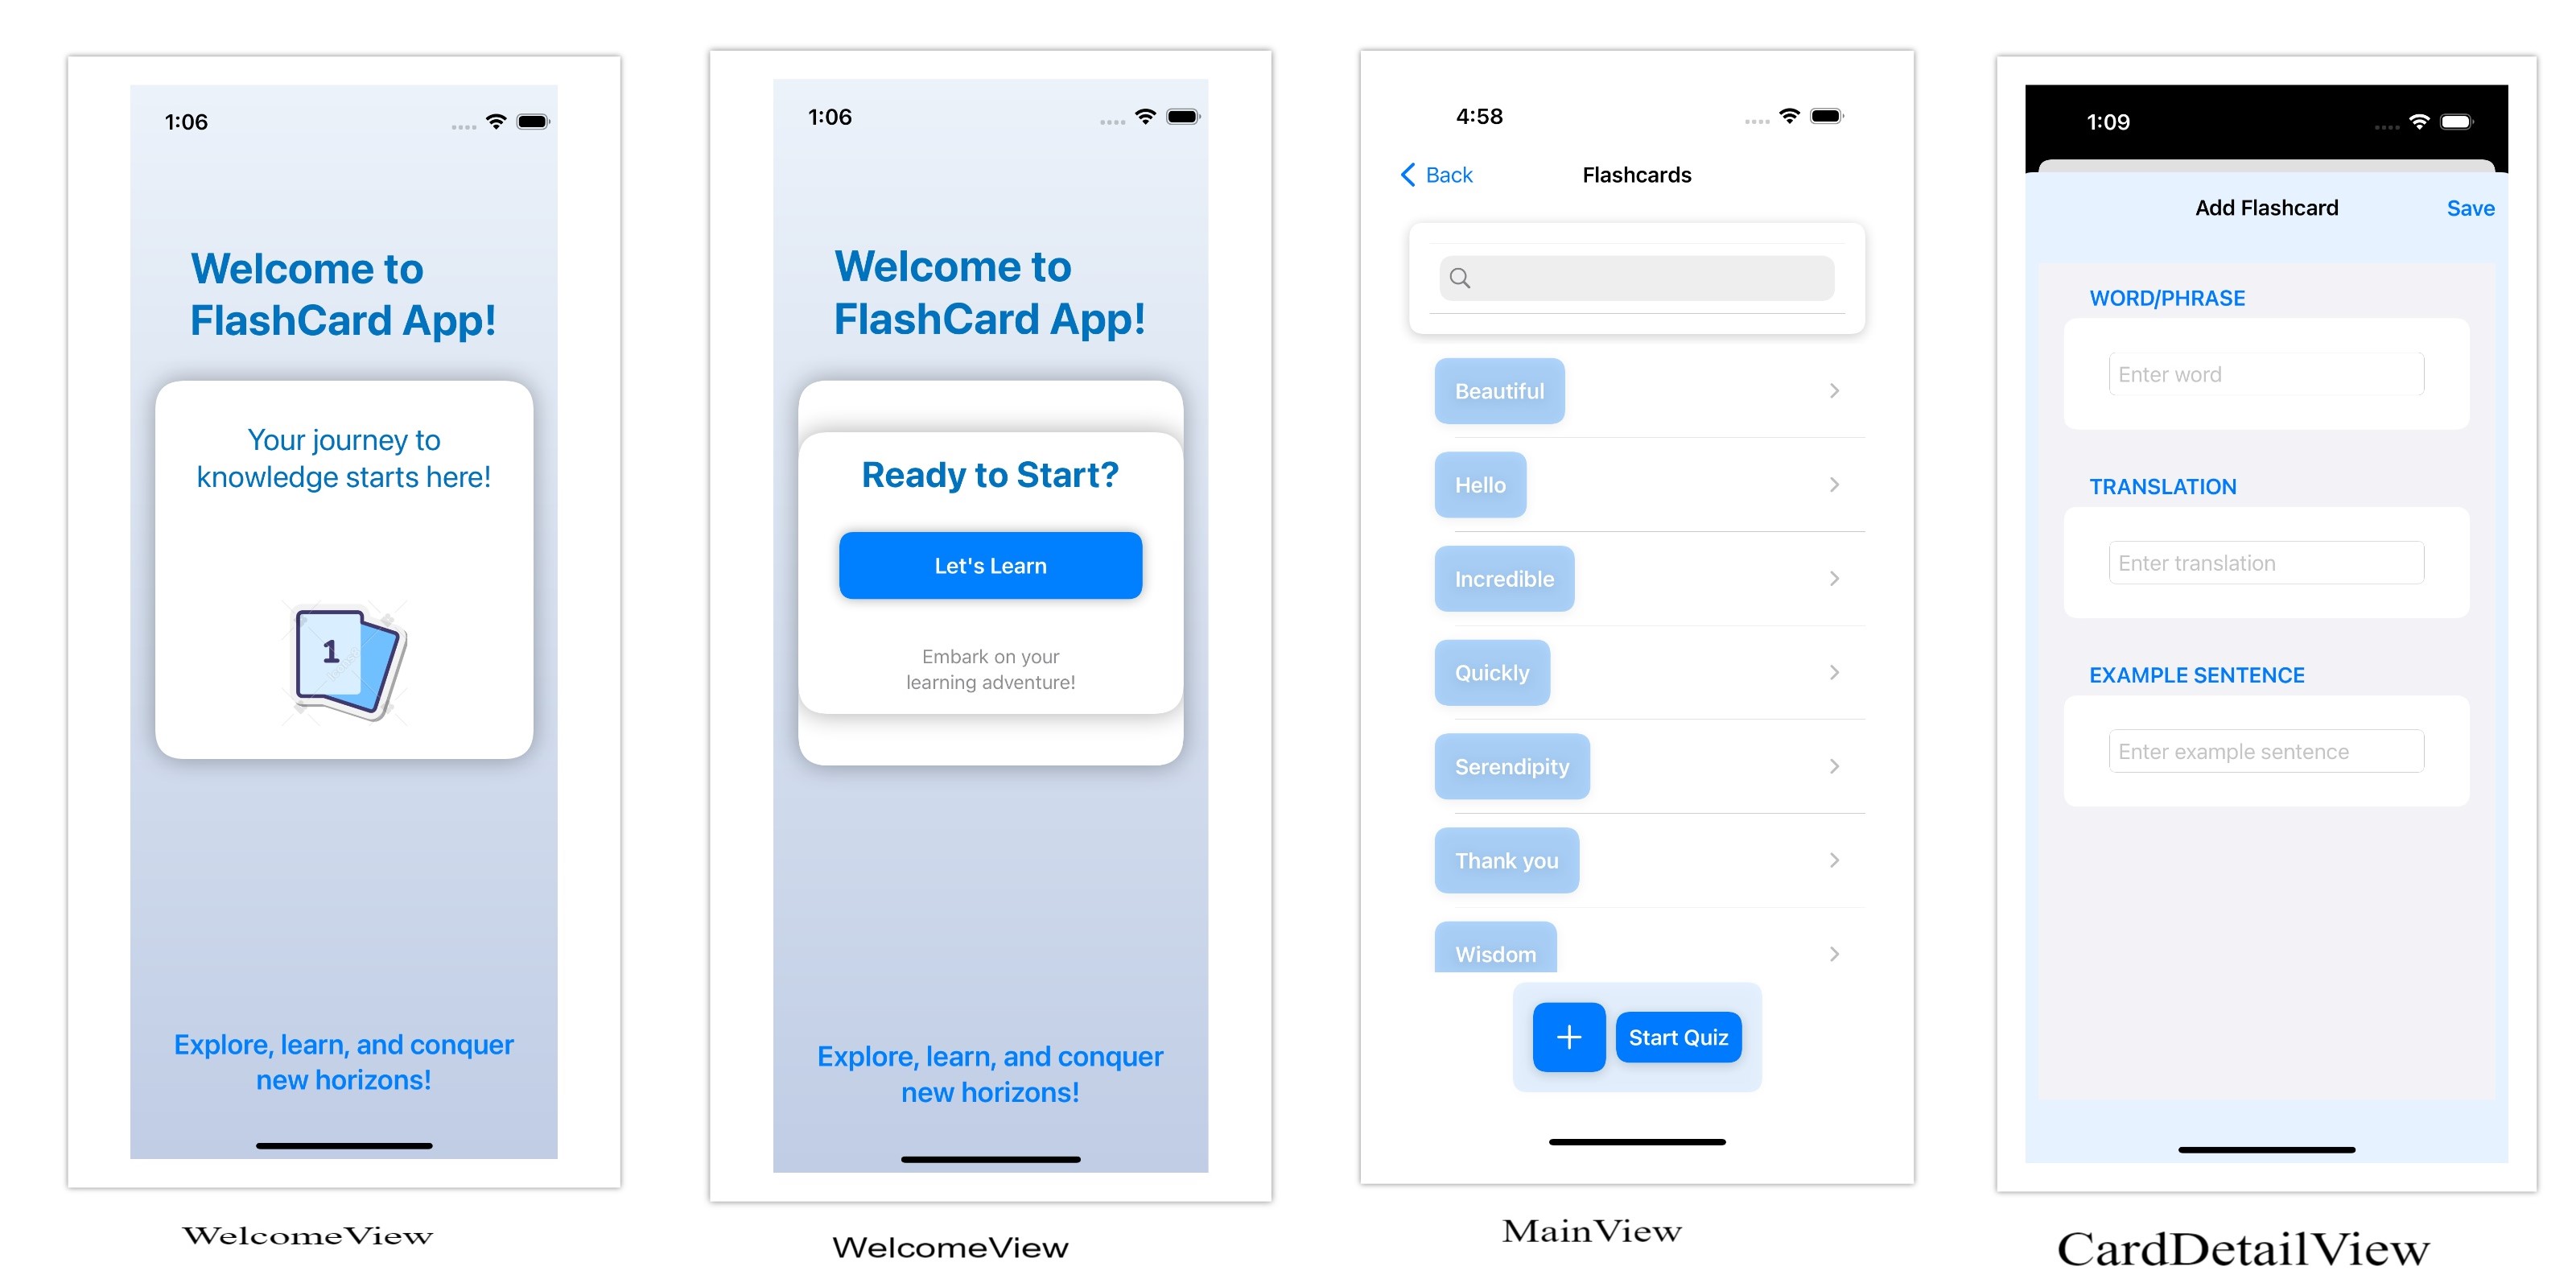 1:06
Welcome to
FlashCard App!
Your journey to
knowledge starts here!
1
Explore, learn, and conquer
new horizons!
WelcomeView
1:06
Welcome to
FlashCard App!
Ready to Start?
Let's Learn
Embark on your
learning adventure!
Explore, learn, and conquer
new horizons!
WelcomeView
4:58
Back
Flashcards
Beautiful
Hello
Incredible
Quickly
Serendipity
Thank you
Wisdom
+
Start Quiz
MainView
1:09
Add Flashcard
Save
WORD/PHRASE
Enter word
TRANSLATION
Enter translation
EXAMPLE SENTENCE
Enter example sentence
CardDetailView